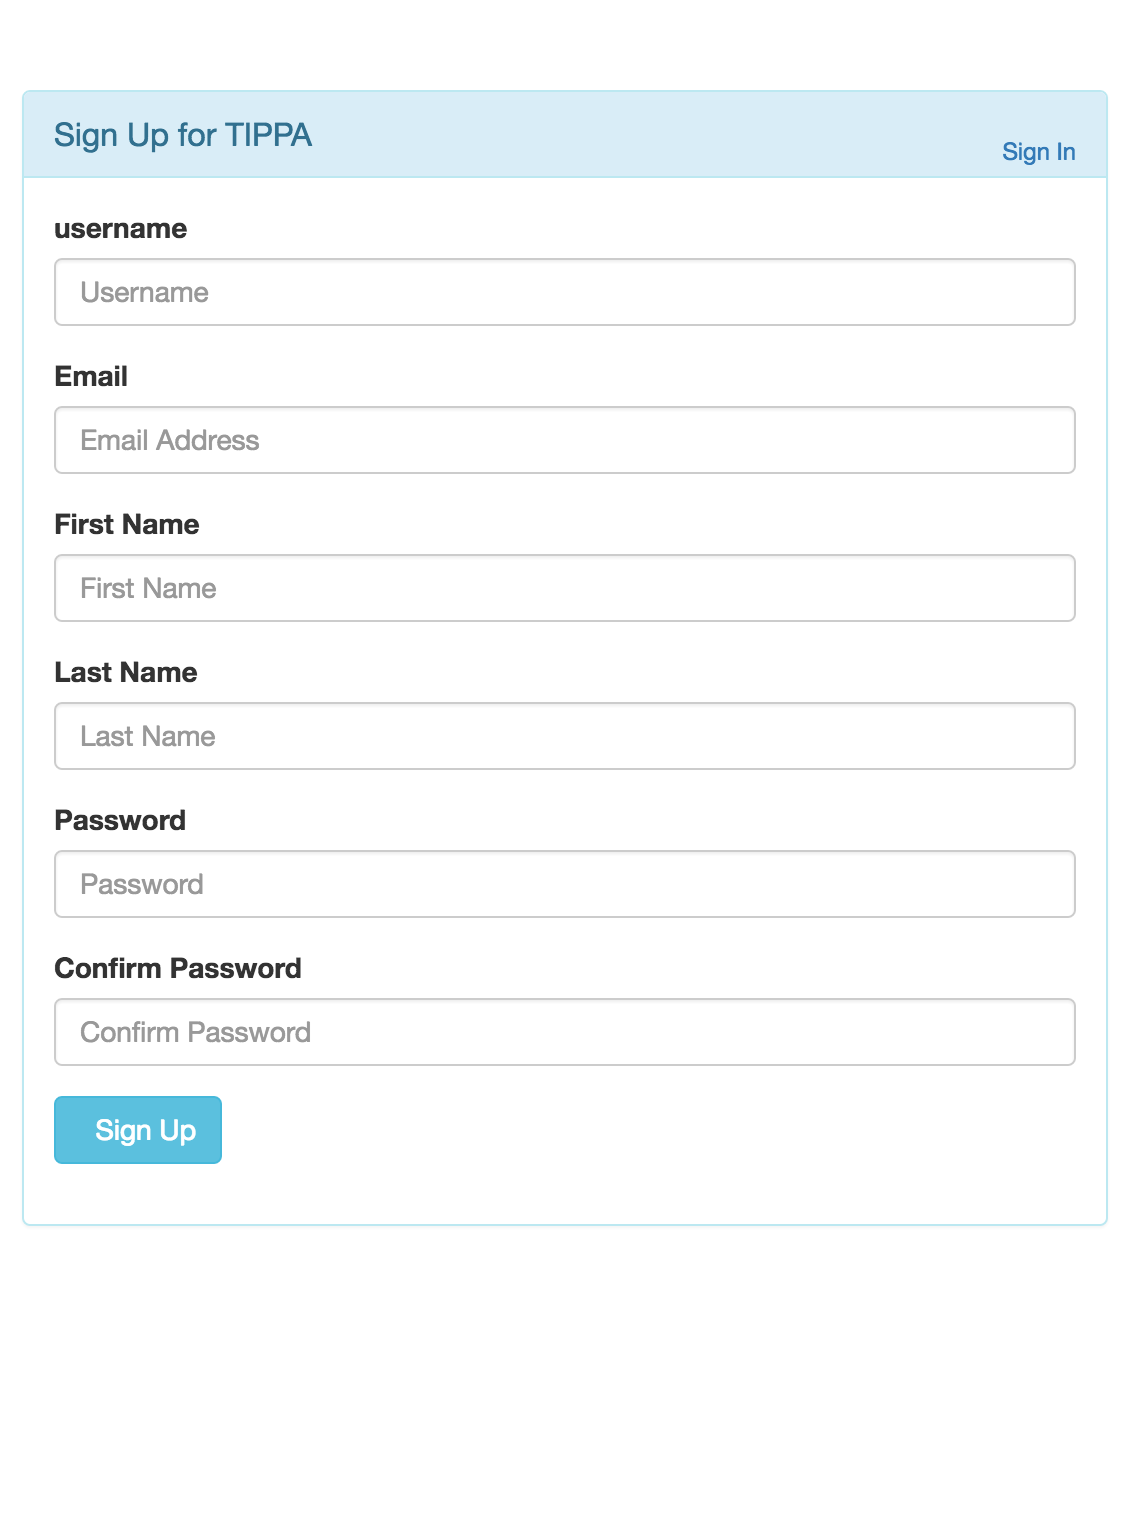 Sign Up for TIPPA
Sign In
username
Username
Email
Email Address
First Name
First Name
Last Name
Last Name
Password
Password
Confirm Password
Confirm Password
Sign Up